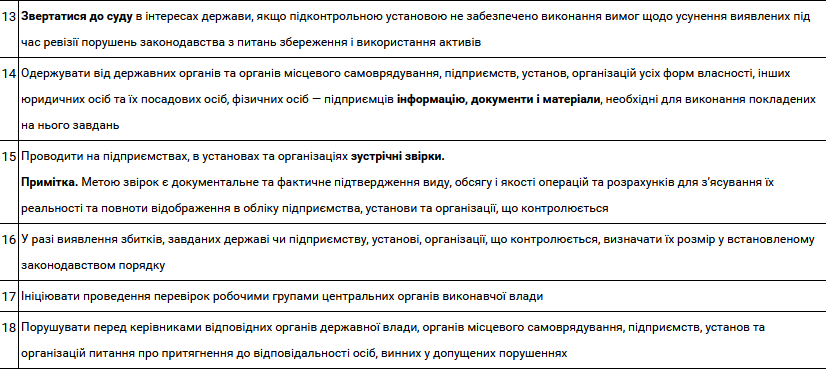 13 Звертатися до суду в інтересах держави, якщо підконтрольною установою не забезпечено виконання вимог щодо усунення виявлених під
час ревізії порушень законодавства з питань збереження і використання активів
14 Одержувати від державних органів та органів місцевого самоврядування, підприємств, установ, організацій усіх форм власності, інших
юридичних осіб та їх посадових осіб, фізичних осіб — підприємців інформацію, документи і матеріали, необхідні для виконання покладених
на нього завдань
15 Проводити на підприємствах, в установах та організаціях зустрічні звірки.
Примітка. Метою звірок є документальне та фактичне підтвердження виду, обсягу і якості операцій та розрахунків для з’ясування їх
реальності та повноти відображення в обліку підприємства, установи та організації, що контролюється
16 У разі виявлення збитків, завданих державі чи підприємству, установі, організації, що контролюється, визначати їх розмір у встановленому
законодавством порядку
17 Ініціювати проведення перевірок робочими групами центральних органів виконавчої влади
18 Порушувати перед керівниками відповідних органів державної влади, органів місцевого самоврядування, підприємств, установ та
організацій питання про притягнення до відповідальності осіб, винних у допущених порушеннях